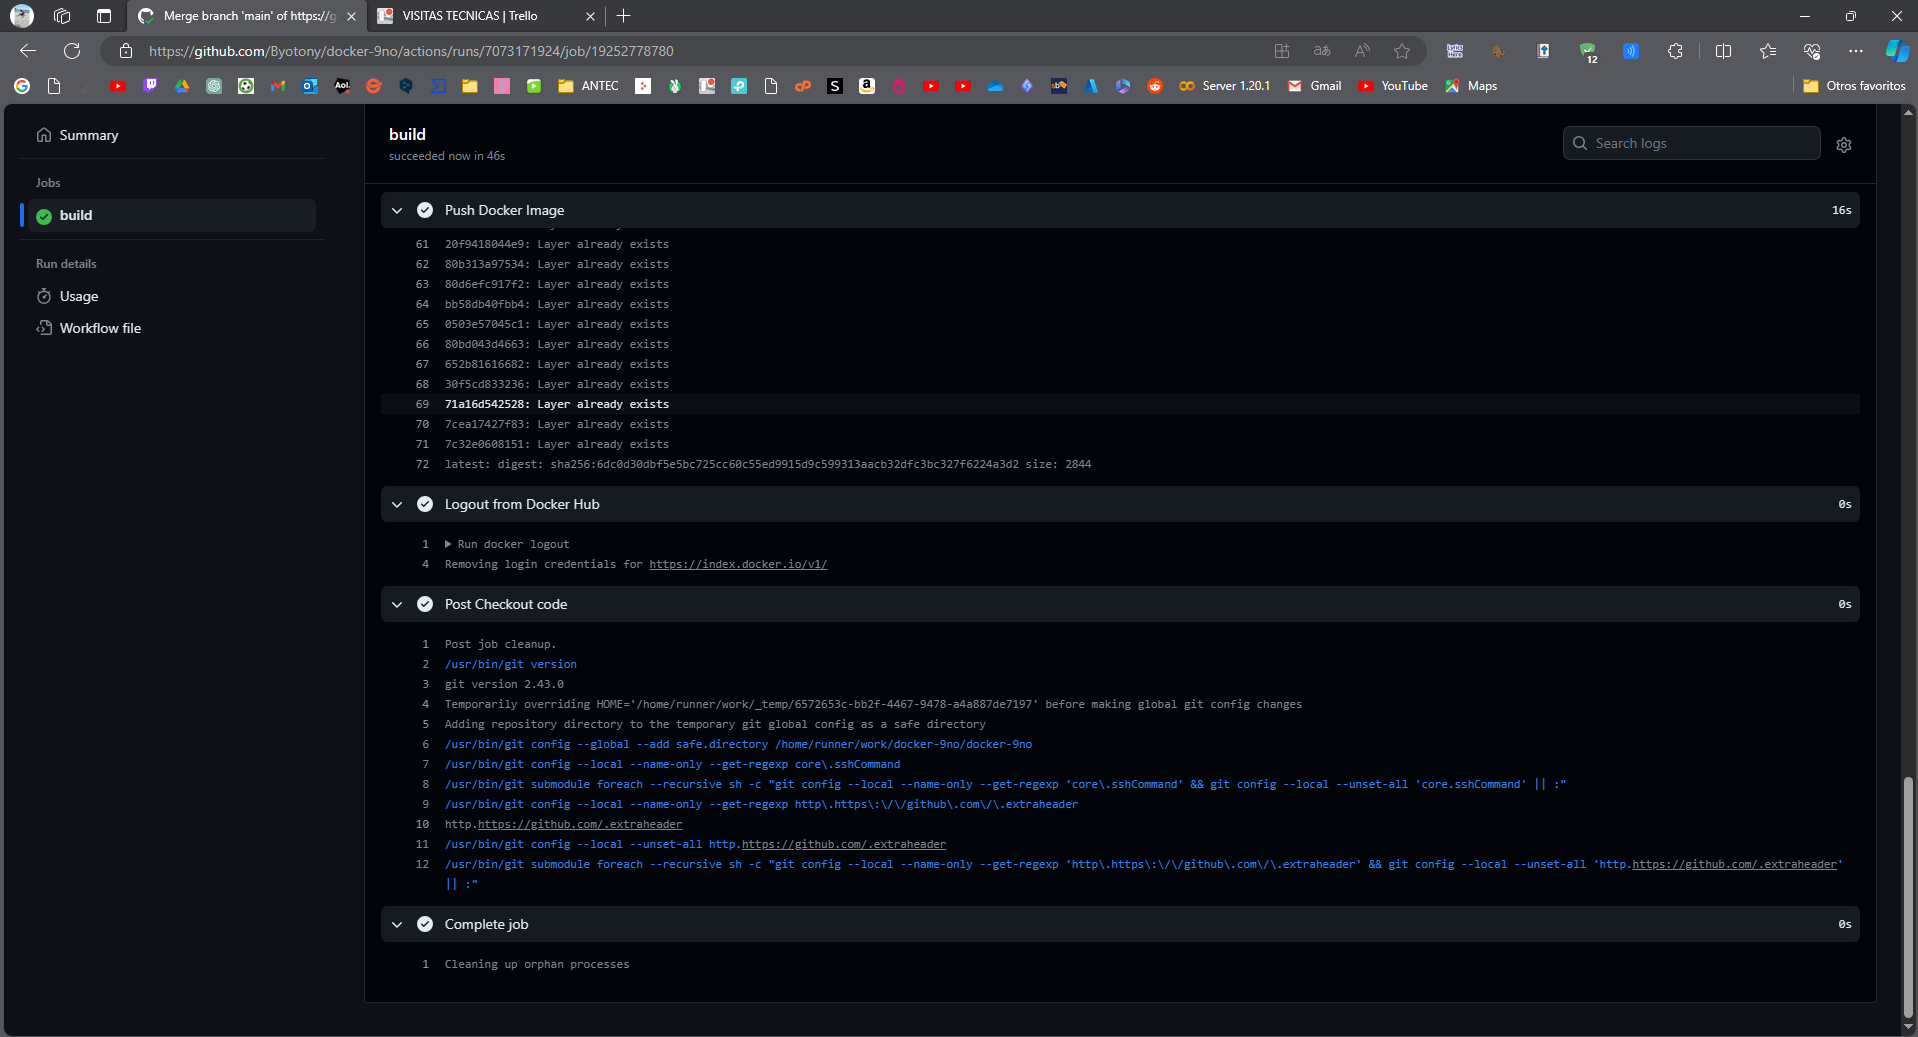 Merge branch 'main' of https://g
VISITAS TECNICAS | Trello
https://github.com/Byotony/docker-9no/actions/runs/7073171924/job/19252778780
12
Aol.
ANTEC
S
a
Server 1.20.1
Gmail
YouTube
Maps
Otros favoritos
Summary
Jobs
build
Run details
Usage
Workflow file
build
succeeded now in 46s
Search logs
Push Docker Image
16s
61 20f9418044e9: Layer already exists
62 80b313a97534: Layer already exists
63 80d6efc917f2: Layer already exists
64 bb58db40fbb4: Layer already exists
65 0503e57045c1: Layer already exists
66 80bd043d4663: Layer already exists
67 652b81616682: Layer already exists
68 30f5cd833236: Layer already exists
69 71a16d542528: Layer already exists
70 7cea17427f83: Layer already exists
71 7c32e0608151: Layer already exists
72 latest: digest: sha256:6dc0d30dbf5e5bc725cc60c55ed9915d9c599313aacb32dfc3bc327f6224a3d2 size: 2844
Logout from Docker Hub
0s
1 Run docker logout
4 Removing login credentials for https://index.docker.io/v1/
Post Checkout code
0s
1 Post job cleanup.
2 /usr/bin/git version
3 git version 2.43.0
4 Temporarily overriding HOME='/home/runner/work/_temp/6572653c-bb2f-4467-9478-a4a887de7197' before making global git config changes
5 Adding repository directory to the temporary git global config as a safe directory
6 /usr/bin/git config --global --add safe.directory /home/runner/work/docker-9no/docker-9no
7 /usr/bin/git config --local --name-only --get-regexp core\.sshCommand
8 /usr/bin/git submodule foreach --recursive sh -c "git config --local --name-only --get-regexp 'core\.sshCommand' && git config --local --unset-all 'core.sshCommand' || :"
9 /usr/bin/git config --local --name-only --get-regexp http\.https\:\/\/github\.com\/\.extraheader
10 http.https://github.com/.extraheader
11 /usr/bin/git config --local --unset-all http.https://github.com/.extraheader
12 /usr/bin/git submodule foreach --recursive sh -c "git config --local --name-only --get-regexp 'http\.https\:\/\/github\.com\/\.extraheader' && git config --local --unset-all 'http.https://github.com/.extraheader'
|| :"
Complete job
0s
1 Cleaning up orphan processes